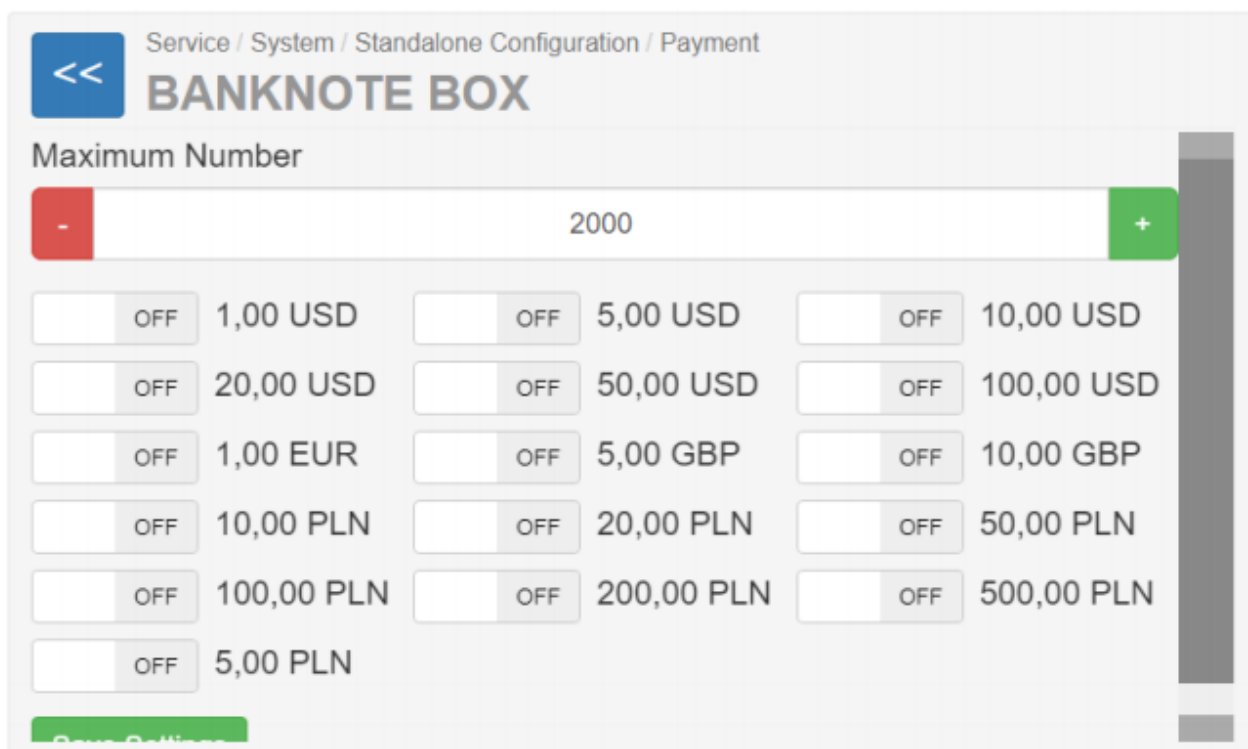 << Service / System / Standalone Configuration / Payment
BANKNOTE BOX
Maximum Number
- 2000 +
OFF 1,00 USD OFF 5,00 USD OFF 10,00 USD
OFF 20,00 USD OFF 50,00 USD OFF 100,00 USD
OFF 1,00 EUR OFF 5,00 GBP OFF 10,00 GBP
OFF 10,00 PLN OFF 20,00 PLN OFF 50,00 PLN
OFF 100,00 PLN OFF 200,00 PLN OFF 500,00 PLN
OFF 5,00 PLN
Save Settings